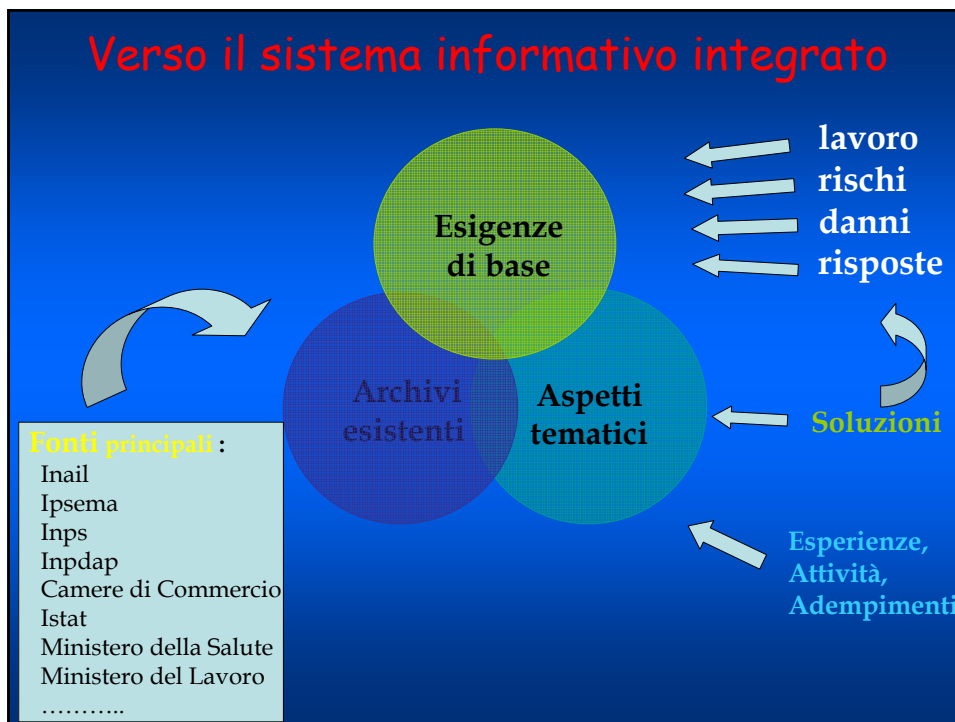 Verso il sistema informativo integrato
lavoro
rischi
danni
risposte
Esigenze
di base
Archivi
esistenti
Aspetti
tematici
Soluzioni
Esperienze,
Attività,
Adempimenti
Fonti principali :
Inail
Ipsema
Inps
Inpdap
Camere di Commercio
Istat
Ministero della Salute
Ministero del Lavoro
………..